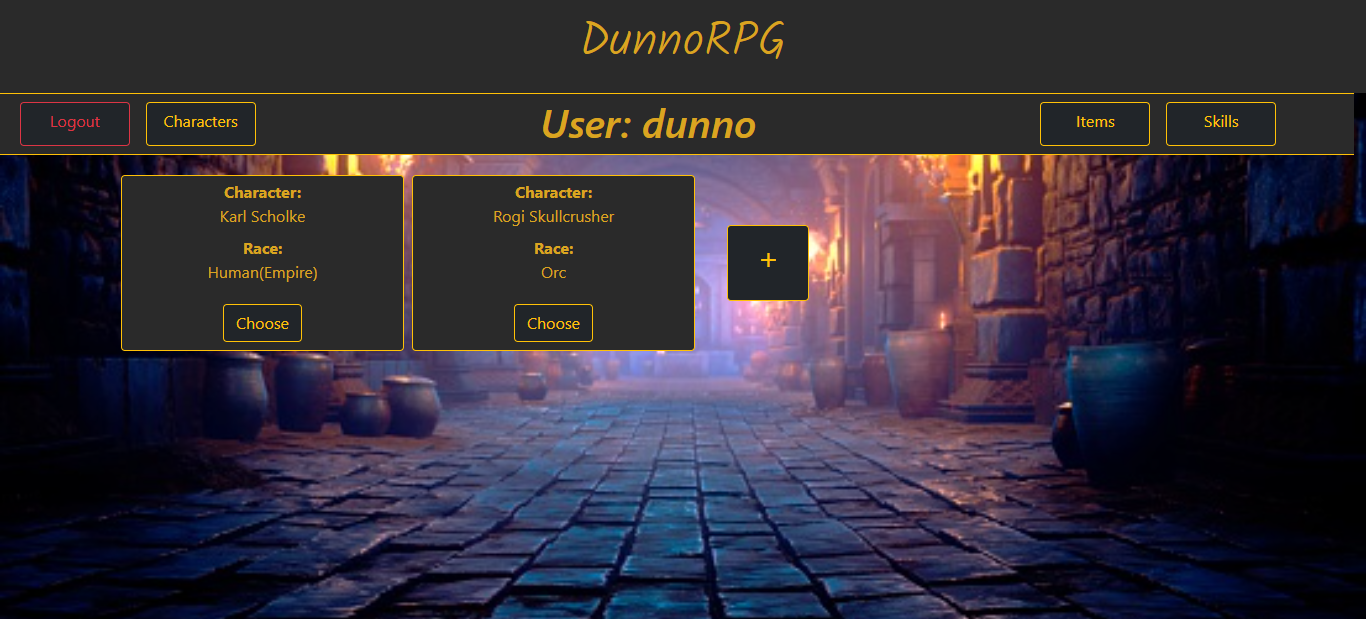 DunnoRPG
Logout Characters User: dunno Items Skills
Character:
Karl Scholke
Race:
Human(Empire)
Choose
Character:
Rogi Skullcrusher
Race:
Orc
Choose
+